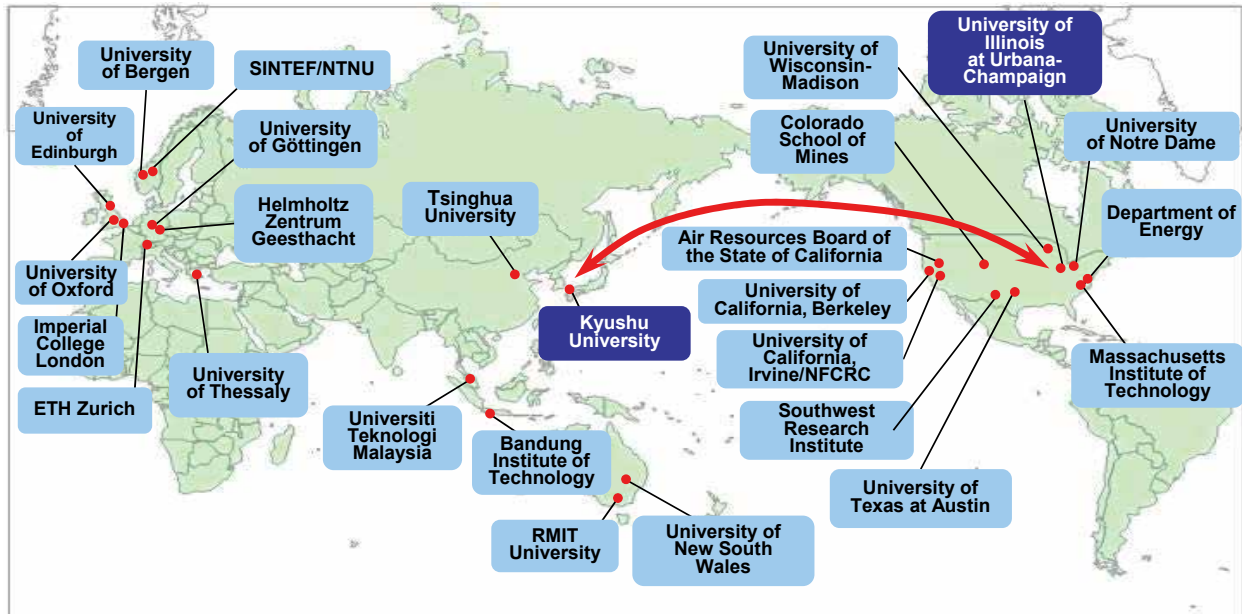 University
of Bergen
SINTEF/NTNU
University
of
Edinburgh
University
of Göttingen
Helmholtz
Zentrum
Geesthacht
Tsinghua
University
University
of Oxford
Imperial
College
London
ETH Zurich
University
of Thessaly
Universiti
Teknologi
Malaysia
Bandung
Institute of
Technology
RMIT
University
University of
New South
Wales
Kyushu
University
University of
Wisconsin-
Madison
University of
Illinois
at Urbana-
Champaign
Colorado
School of
Mines
University
of Notre Dame
Department of
Energy
Air Resources Board of
the State of California
University of
California, Berkeley
University of
California,
Irvine/NFCRC
Southwest
Research
Institute
University of
Texas at Austin
Massachusetts
Institute of
Technology